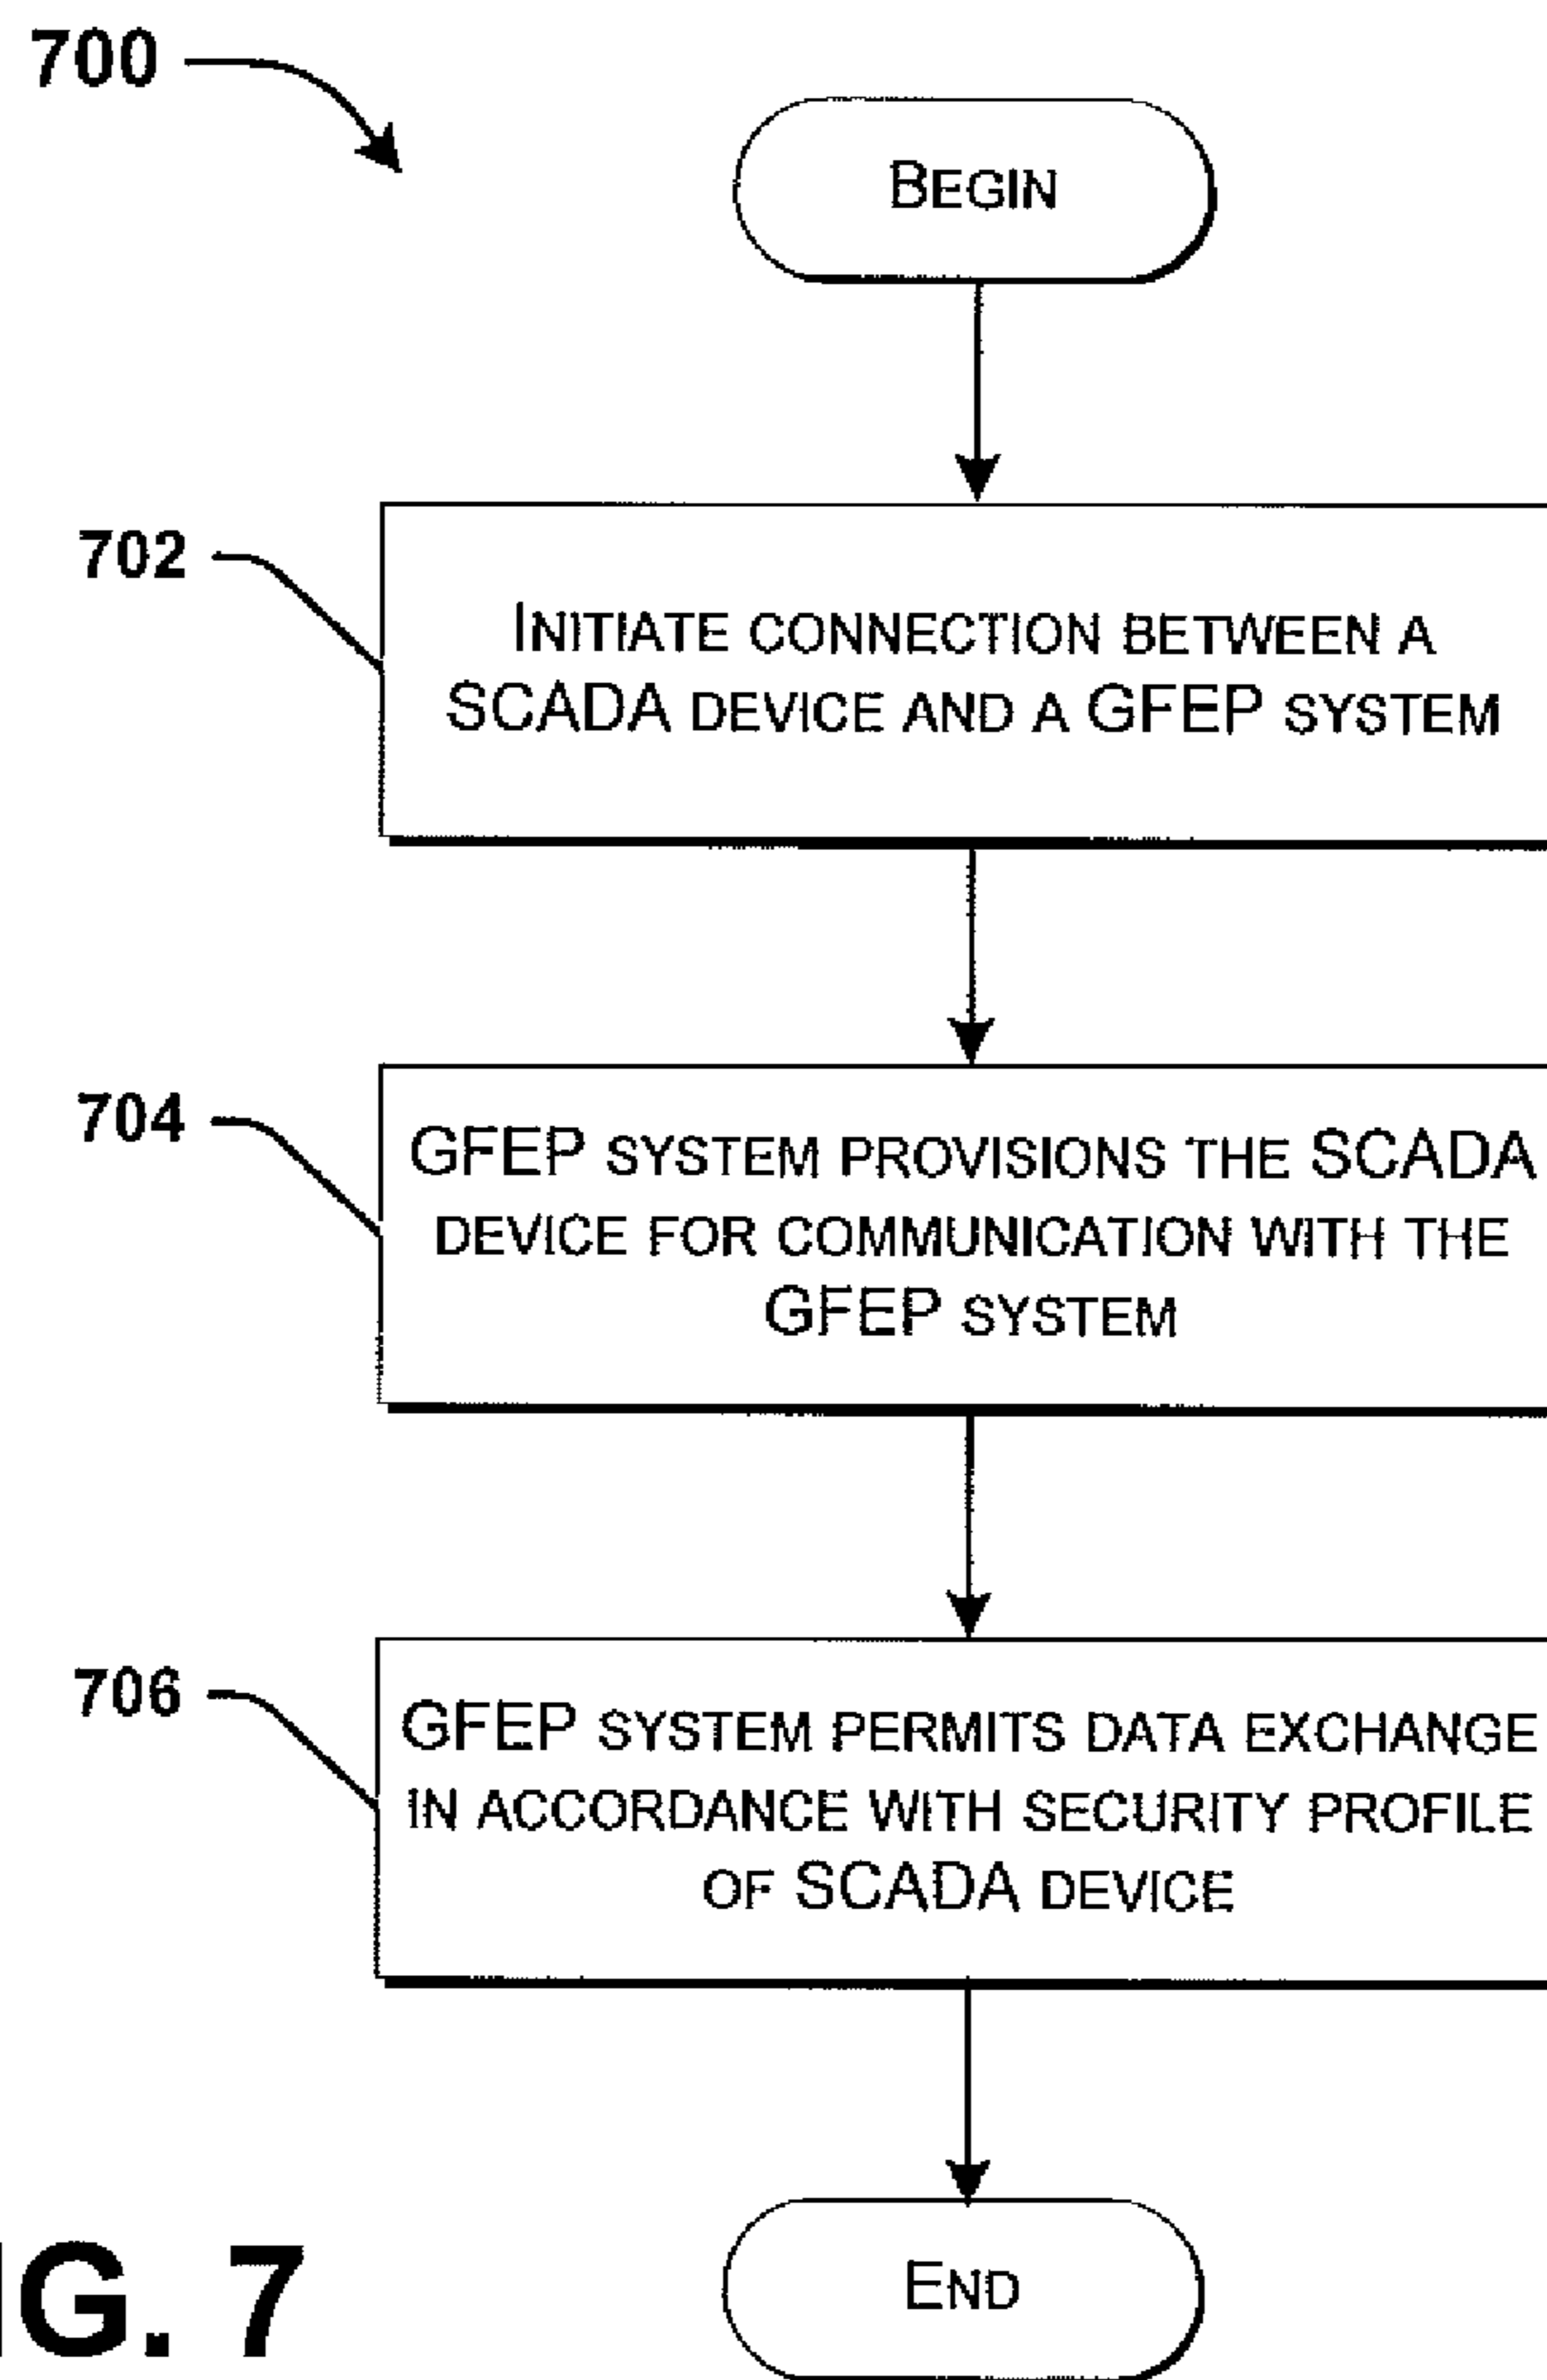 700
BEGIN
702
INITIATE CONNECTION BETWEEN A
SCADA DEVICE AND A GFEP SYSTEM
704
GFEP SYSTEM PROVISIONS THE SCADA
DEVICE FOR COMMUNICATION WITH THE
GFEP SYSTEM
706
GFEP SYSTEM PERMITS DATA EXCHANGE
IN ACCORDANCE WITH SECURITY PROFILE
OF SCADA DEVICE
END
IG. 7